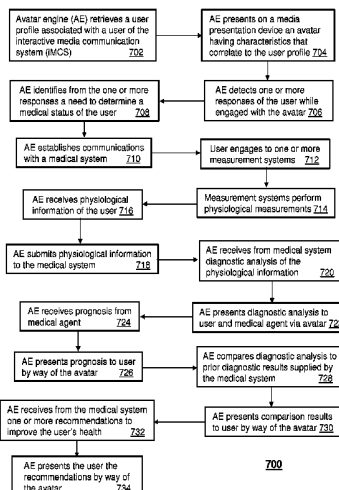 Avatar engine (AE) retrieves a user
profile associated with a user of the
interactive media communication
system (iMCS) 702
AE presents on a media
presentation device an avatar
having characteristics that
correlate to the user profile 704
AE detects one or more
responses of the user while
engaged with the avatar 706
AE identifies from the one or more
responses a need to determine a
medical status of the user
708
AE establishes communications
with a medical system
710
User engages to one or more
measurement systems 712
Measurement systems perform
physiological measurements 714
AE receives physiological
information of the user 716
AE submits physiological information
to the medical system 718
AE receives from medical system
diagnostic analysis of the
physiological information 720
AE presents diagnostic analysis to
user and medical agent via avatar 722
AE receives prognosis from
medical agent 724
AE presents prognosis to user
by way of the avatar 726
AE compares diagnostic analysis to
prior diagnostic results supplied by
the medical system 728
AE presents comparison results
to user by way of the avatar 730
AE receives from the medical system
one or more recommendations to
improve the user's health 732
AE presents the user the
recommendations by way of
the avatar 734
700